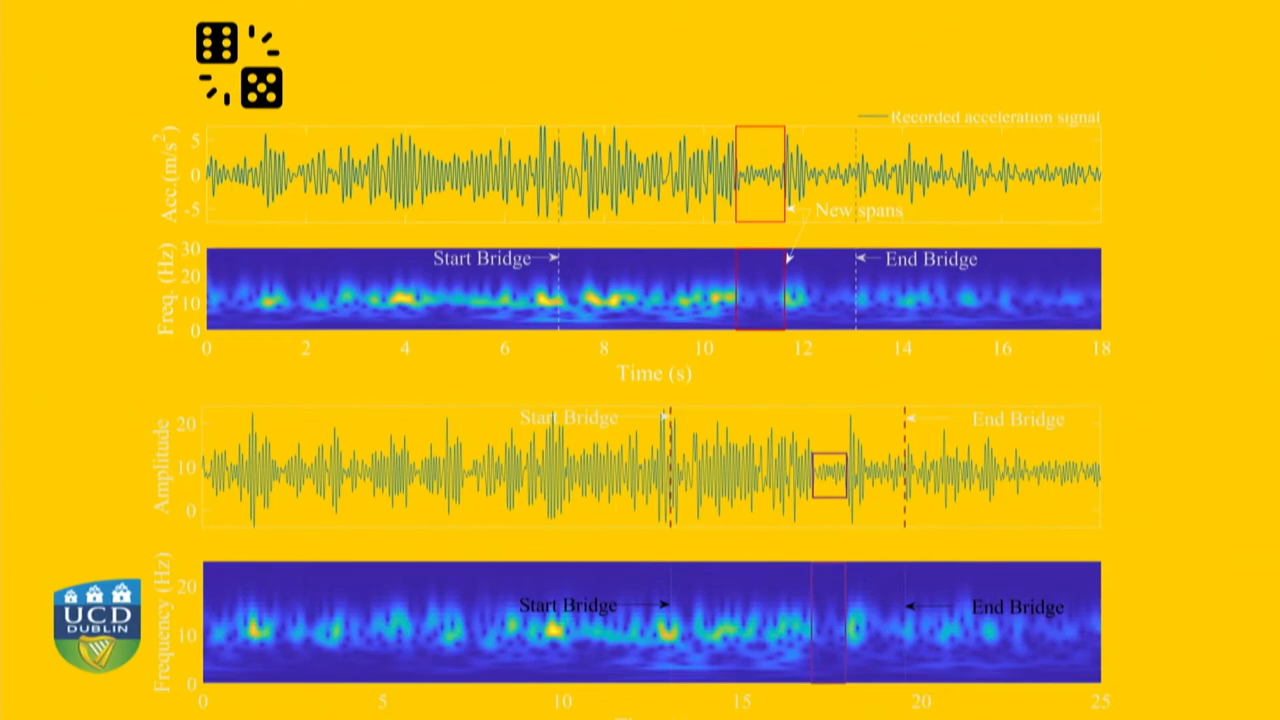 Recorded acceleration signal
Acc.(m/s²)
5
0
-5
New spans
Freq. (Hz)
30
20
10
0
Start Bridge
End Bridge
0 2 4 6 8 10 12 14 16 18
Time (s)
Amplitude
20
10
0
Start Bridge
End Bridge
Frequency (Hz)
20
10
0
Start Bridge
End Bridge
0 5 10 15 20 25
UCD
DUBLIN